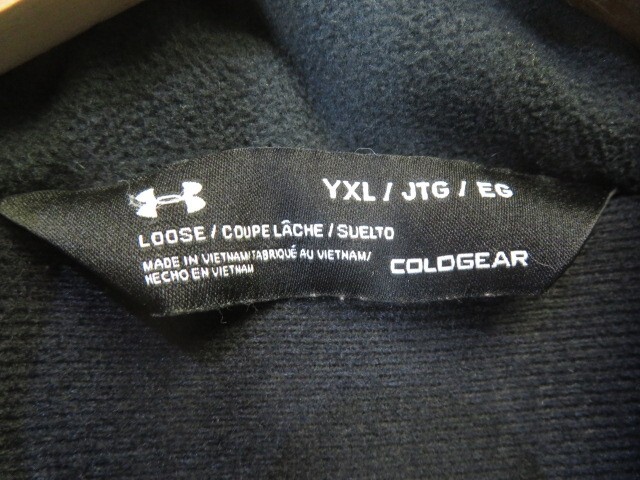 YXL / JTG / EG
LOOSE / COUPE LÂCHE / SUELTO
MADE IN VIETNAM/FABRIQUÉ AU VIETNAM/
HECHO EN VIETNAM
COLDGEAR